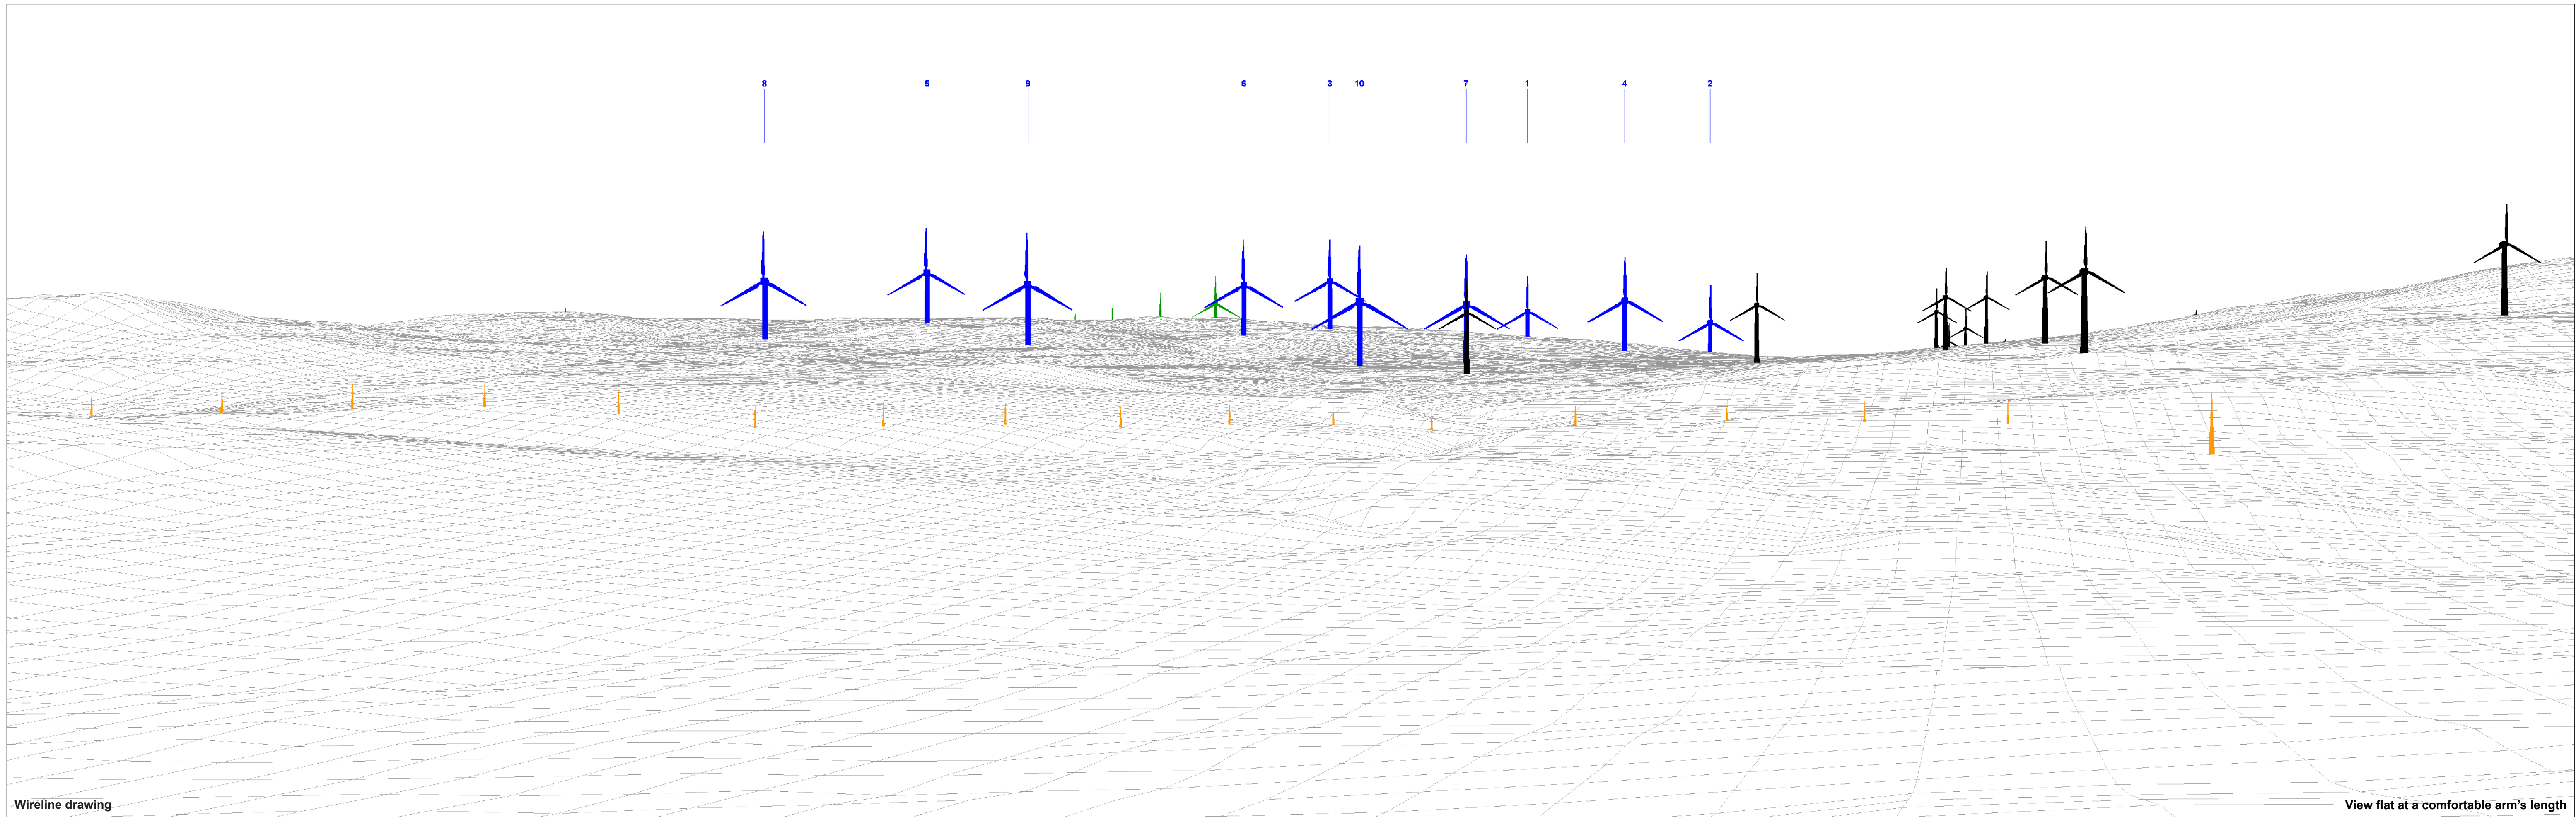 8 5 9 6 3 10 7 1 4 2
Wireline drawing
View flat at a comfortable arm's length